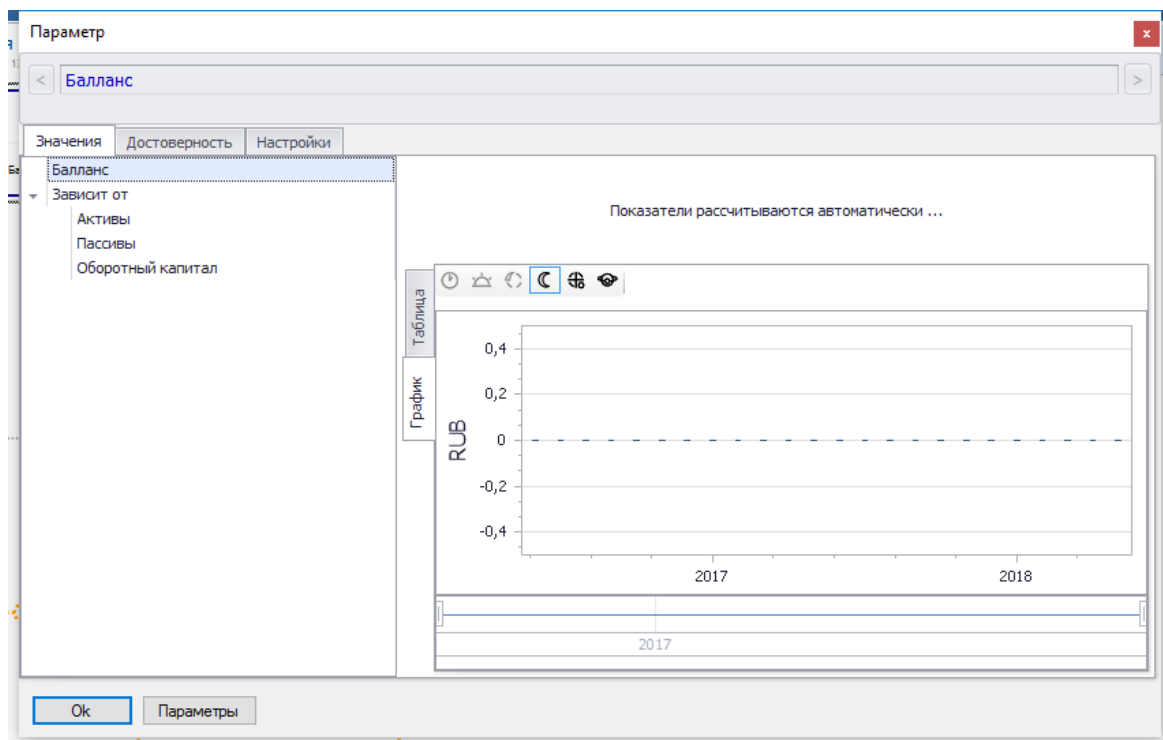 Параметр
x
<
Балланс
>
Значения
Достоверность
Настройки
Балланс
Зависит от
Активы
Пассивы
Оборотный капитал
Показатели рассчитываются автоматически ...
Таблица
График
RUB
0,4
0,2
0
-0,2
-0,4
2017
2018
2017
Ok
Параметры